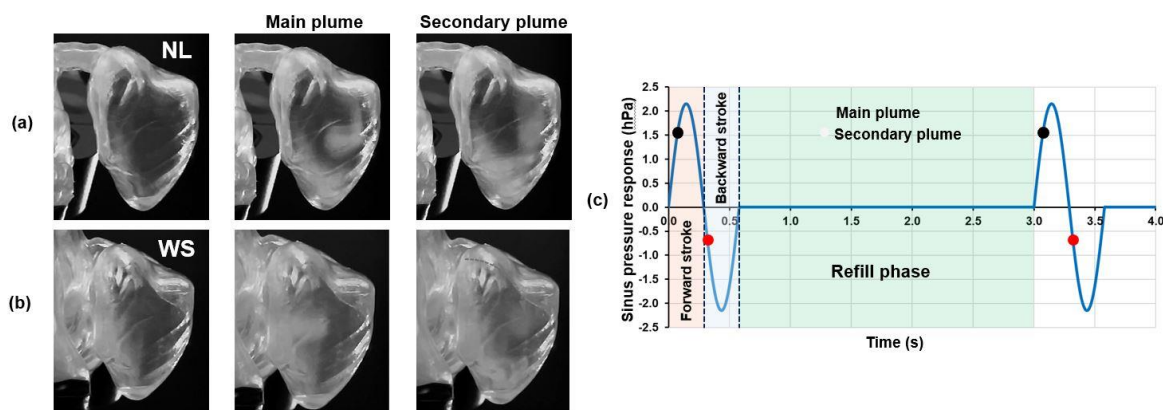 Main plume
Secondary plume
(a)
NL
(b)
WS
(c)
Sinus pressure response (hPa)
2.5
2.0
1.5
1.0
0.5
0.0
-0.5
-1.0
-1.5
-2.0
-2.5
0.0
0.5
1.0
1.5
2.0
2.5
3.0
3.5
4.0
Time (s)
Forward stroke
Backward stroke
Main plume
Secondary plume
Refill phase